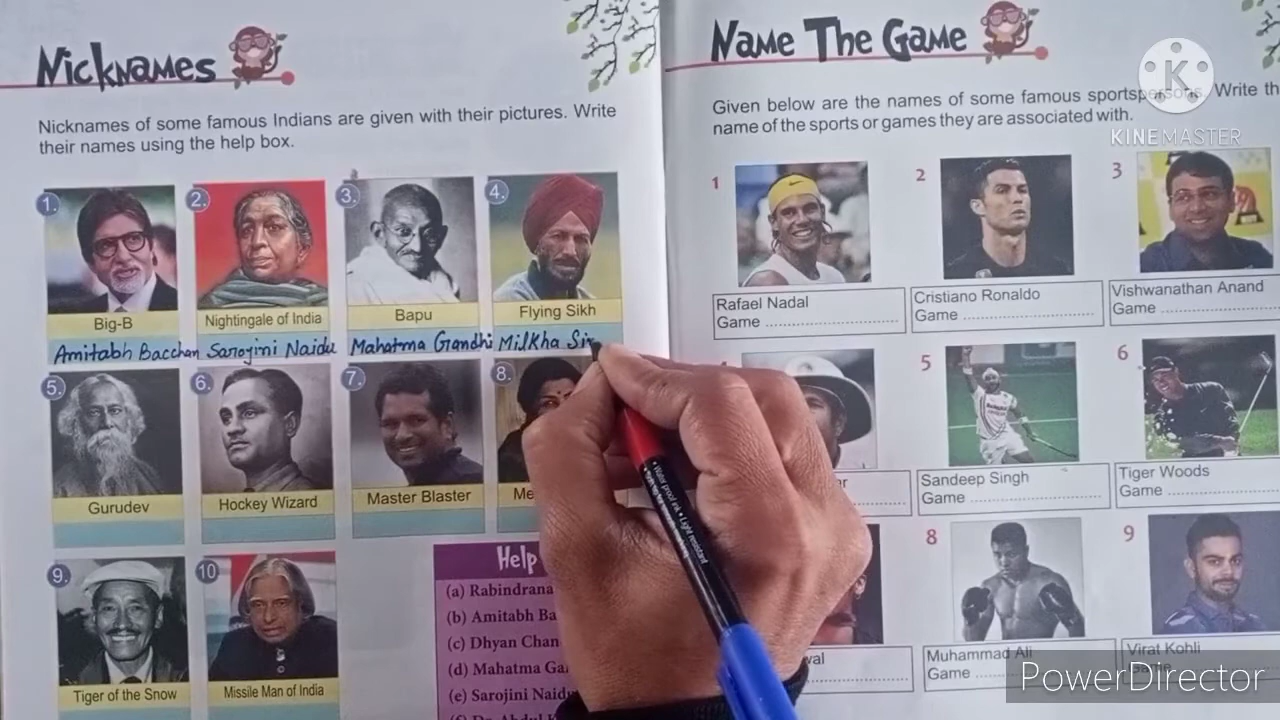 Nicknames
Nicknames of some famous Indians are given with their pictures. Write
their names using the help box.
1.
2.
3.
4.
Big-B
Nightingale of India
Bapu
Flying Sikh
Amitabh Bacchan
Sarojini Naidu
Mahatma Gandhi
Milkha
5.
6.
7.
8.
Gurudev
Hockey Wizard
Master Blaster
9.
10
Tiger of the Snow
Missile Man of India
Help
(a) Rabindrana
(b) Amitabh Ba
(c) Dhyan Chan
(d) Mahatma Ga
(e) Sarojini Naidu
Name The Game
Given below are the names of some famous sportspersons. Write th
name of the sports or games they are associated with.
1
2
3
Rafael Nadal
Game
Cristiano Ronaldo
Game
Vishwanathan Anand
Game
5
6
Sandeep Singh
Game
Tiger Woods
Game
8
9
Muhammad Ali
Game
Virat Kohli
Game
Water proof ink • Light resistant
K
KINEMASTER
PowerDirector